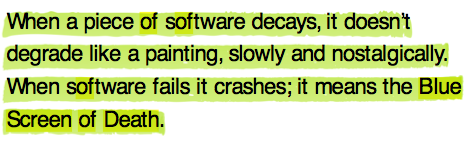 When a piece of software decays, it doesn't
degrade like a painting, slowly and nostalgically.
When software fails it crashes; it means the Blue
Screen of Death.